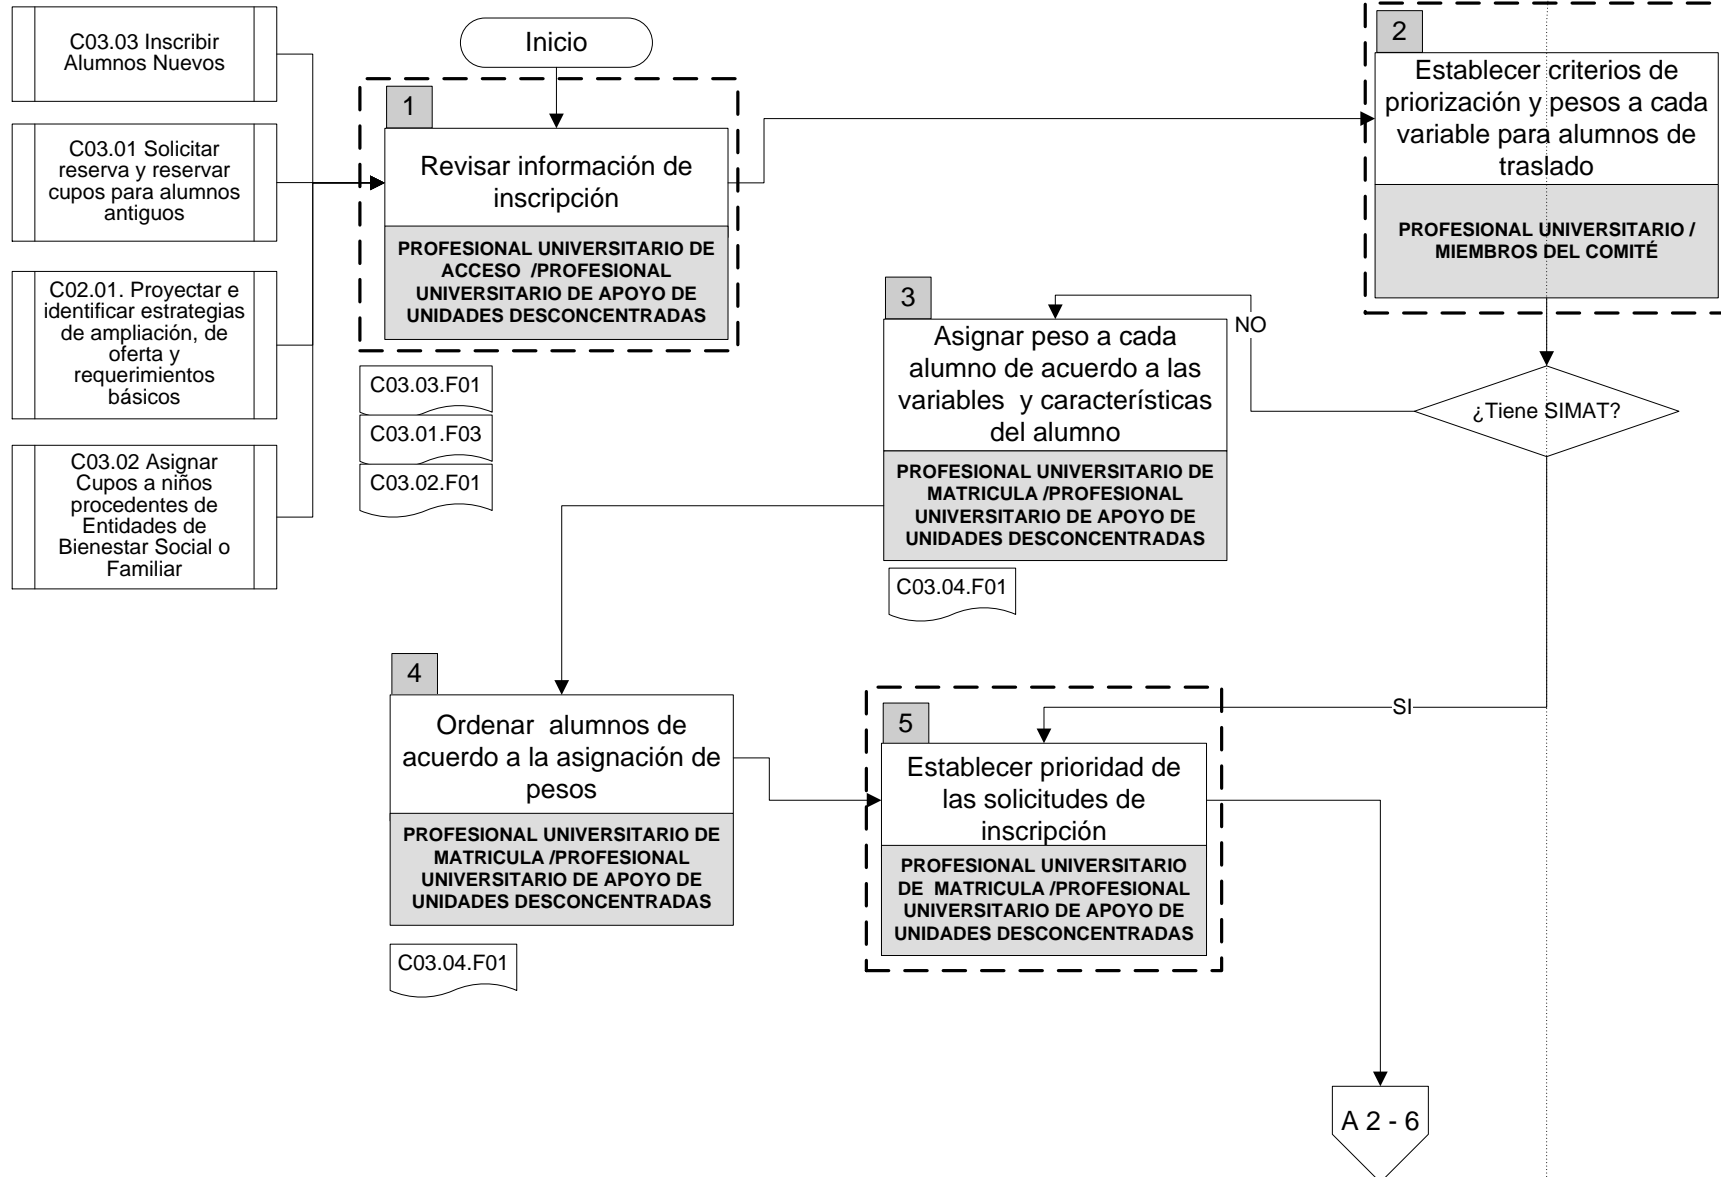 C03.03 Inscribir
Alumnos Nuevos
C03.01 Solicitar
reserva y reservar
cupos para alumnos
antiguos
C02.01. Proyectar e
identificar estrategias
de ampliación, de
oferta y
requerimientos
básicos
C03.02 Asignar
Cupos a niños
procedentes de
Entidades de
Bienestar Social o
Familiar
Inicio
1
Revisar información de
inscripción
PROFESIONAL UNIVERSITARIO DE
ACCESO /PROFESIONAL
UNIVERSITARIO DE APOYO DE
UNIDADES DESCONCENTRADAS
C03.03.F01
C03.01.F03
C03.02.F01
2
Establecer criterios de
priorización y pesos a cada
variable para alumnos de
traslado
PROFESIONAL UNIVERSITARIO /
MIEMBROS DEL COMITÉ
¿Tiene SIMAT?
NO
SI
3
Asignar peso a cada
alumno de acuerdo a las
variables y características
del alumno
PROFESIONAL UNIVERSITARIO DE
MATRICULA /PROFESIONAL
UNIVERSITARIO DE APOYO DE
UNIDADES DESCONCENTRADAS
C03.04.F01
4
Ordenar alumnos de
acuerdo a la asignación de
pesos
PROFESIONAL UNIVERSITARIO DE
MATRICULA /PROFESIONAL
UNIVERSITARIO DE APOYO DE
UNIDADES DESCONCENTRADAS
C03.04.F01
5
Establecer prioridad de
las solicitudes de
inscripción
PROFESIONAL UNIVERSITARIO
DE MATRICULA /PROFESIONAL
UNIVERSITARIO DE APOYO DE
UNIDADES DESCONCENTRADAS
A 2 - 6